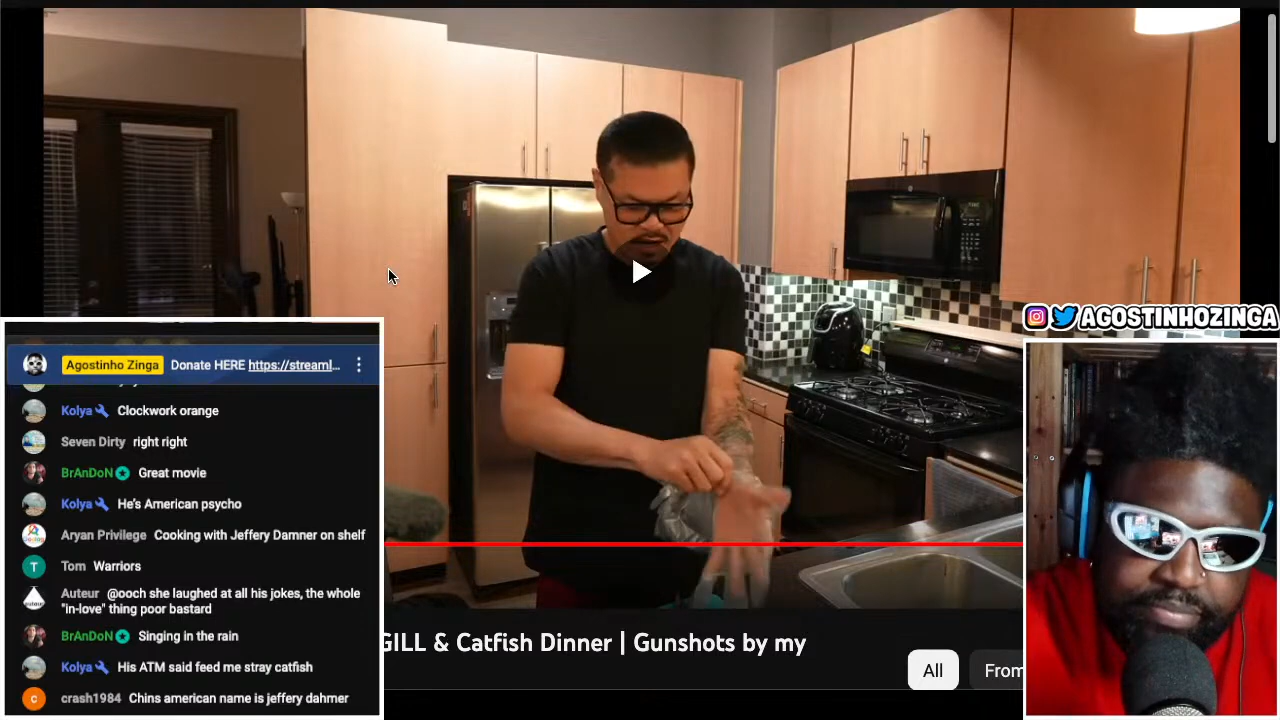 AGOSTINHOZINGA
Agostinho Zinga Donate HERE https://streaml...
Kolya Clockwork orange
Seven Dirty right right
BrAnDoN Great movie
Kolya He's American psycho
Aryan Privilege Cooking with Jeffery Damner on shelf
T Tom Warriors
Auteur @ooch she laughed at all his jokes, the whole
"in-love" thing poor bastard
BrAnDoN Singing in the rain
Kolya His ATM said feed me stray catfish
c crash1984 Chins american name is jeffery dahmer
GILL & Catfish Dinner | Gunshots by my
All From